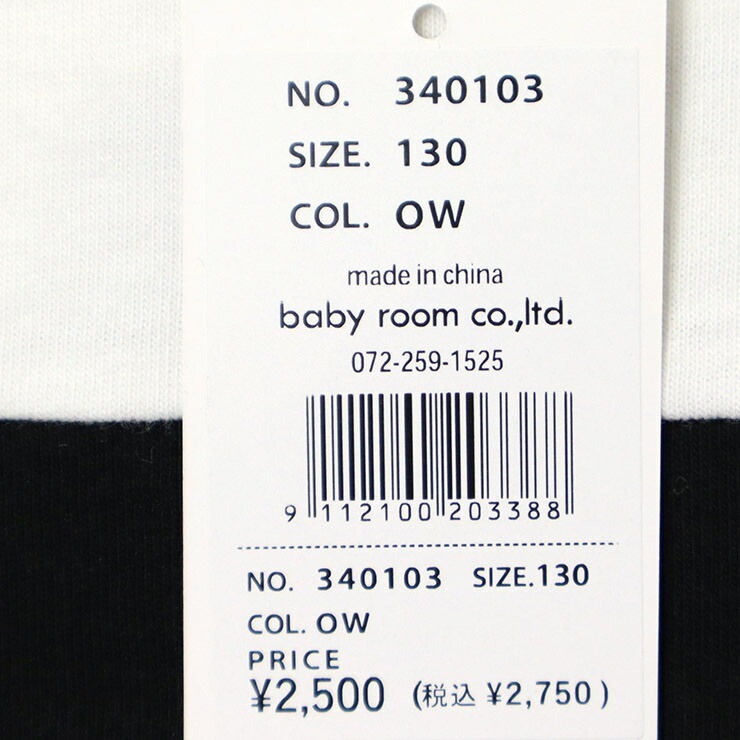 NO. 340103
SIZE. 130
COL. OW
made in china
baby room co.,ltd.
072-259-1525
9 112100 203388
NO. 340103 SIZE.130
COL. OW
PRICE
¥2,500 (税込 ¥2,750)